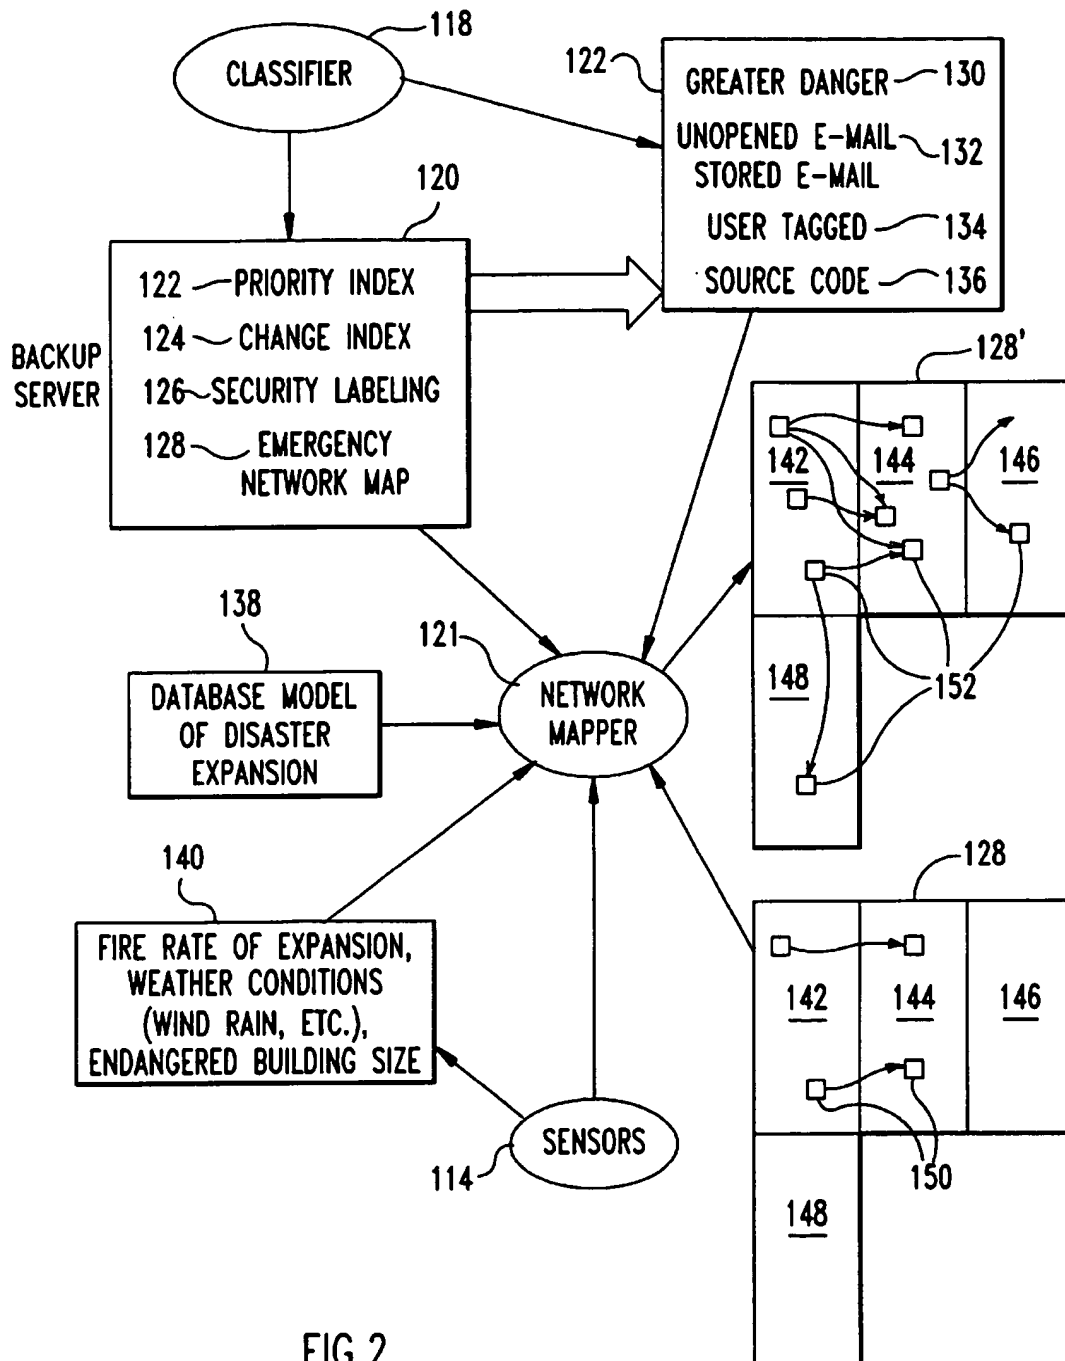 118
CLASSIFIER
122
GREATER DANGER 130
UNOPENED E-MAIL 132
STORED E-MAIL
USER TAGGED 134
SOURCE CODE 136
120
BACKUP
SERVER
122 PRIORITY INDEX
124 CHANGE INDEX
126 SECURITY LABELING
128 EMERGENCY
NETWORK MAP
128'
142 144 146
148
152
138
DATABASE MODEL
OF DISASTER
EXPANSION
121
NETWORK
MAPPER
140
FIRE RATE OF EXPANSION,
WEATHER CONDITIONS
(WIND RAIN, ETC.),
ENDANGERED BUILDING SIZE
114
SENSORS
128
142 144 146
150
148
FIG.2